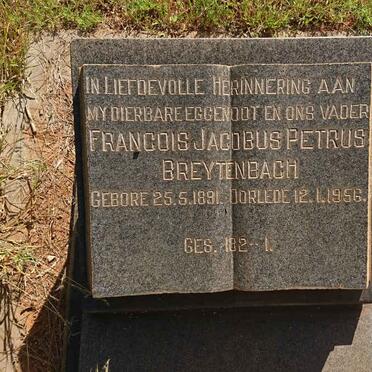 IN LIEFDEVOLLE HERINNERING AAN
MY DIERBARE EGGENOOT EN ONS VADER
FRANCOIS JACOBUS PETRUS
BREYTENBACH
GEBORE 25.5.1891. OORLEDE 12.1.1956.
GES. 182-1.